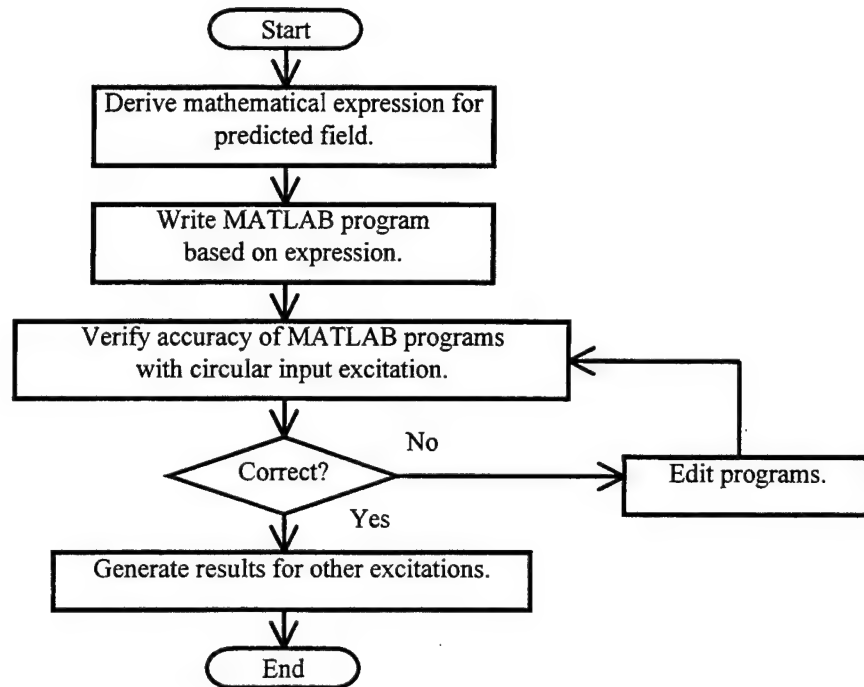 Start
Derive mathematical expression for
predicted field.
Write MATLAB program
based on expression.
Verify accuracy of MATLAB programs
with circular input excitation.
Correct?
No
Edit programs.
Yes
Generate results for other excitations.
End